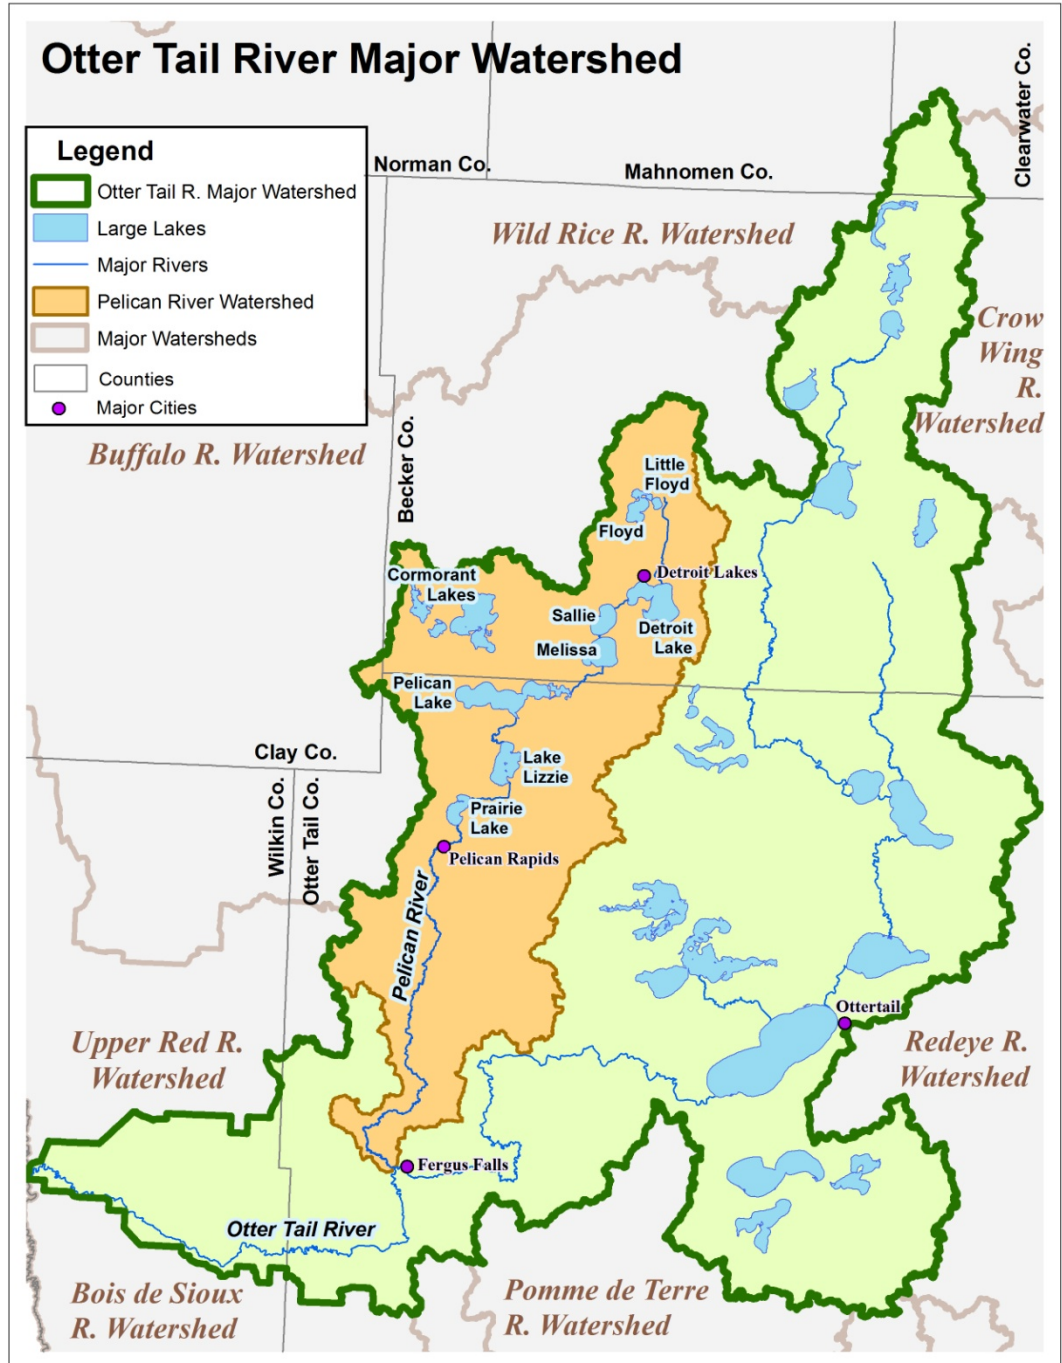 Otter Tail River Major Watershed
Clearwater Co.
Legend
Otter Tail R. Major Watershed
Large Lakes
Major Rivers
Pelican River Watershed
Major Watersheds
Counties
Major Cities
Norman Co.
Mahnomen Co.
Wild Rice R. Watershed
Crow
Wing
R.
Watershed
Buffalo R. Watershed
Becker Co.
Little
Floyd
Floyd
Detroit Lakes
Cormorant
Lakes
Sallie
Detroit
Lake
Melissa
Pelican
Lake
Clay Co.
Lake
Lizzie
Wilkin Co.
Otter Tail Co.
Prairie
Lake
Pelican Rapids
Pelican River
Ottertail
Upper Red R.
Watershed
Redeye R.
Watershed
Fergus Falls
Otter Tail River
Bois de Sioux
R. Watershed
Pomme de Terre
R. Watershed